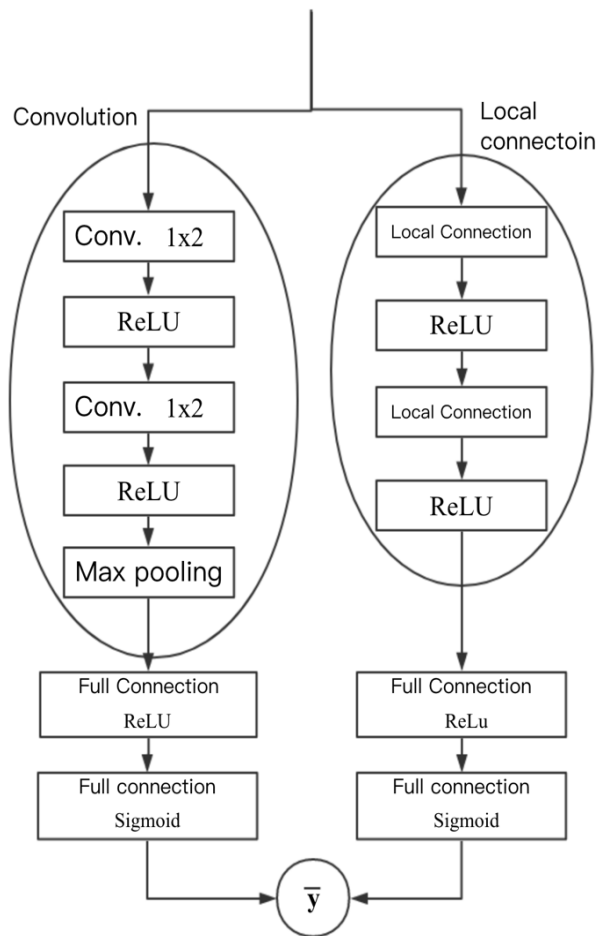 Convolution
Conv. 1x2
ReLU
Conv. 1x2
ReLU
Max pooling
Full Connection
ReLU
Full connection
Sigmoid
Local
connectoin
Local Connection
ReLU
Local Connection
ReLU
Full Connection
ReLu
Full connection
Sigmoid
ȳ